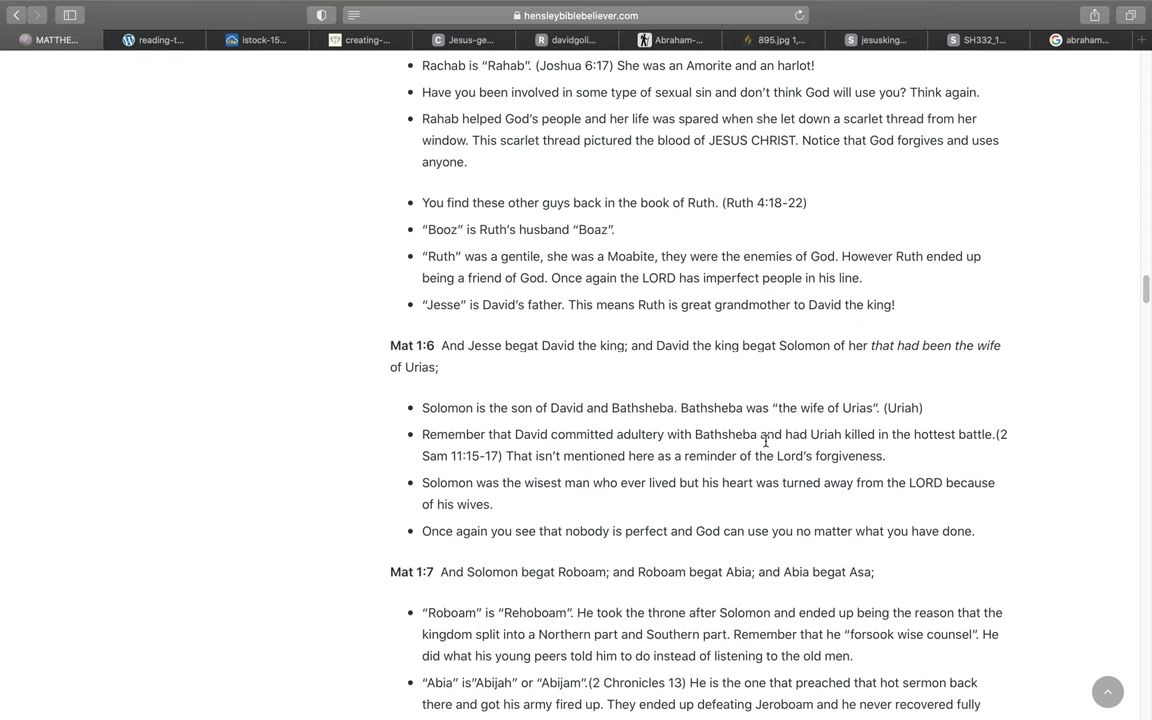 hensleybiblebeliever.com
MATTHE...
reading-t...
istock-15...
creating-...
Jesus-ge...
davidgoli...
Abraham-...
895.jpg 1,...
jesusking...
SH332_1...
abraham...
• Rachab is “Rahab”. (Joshua 6:17) She was an Amorite and an harlot!
• Have you been involved in some type of sexual sin and don’t think God will use you? Think again.
• Rahab helped God’s people and her life was spared when she let down a scarlet thread from her
window. This scarlet thread pictured the blood of JESUS CHRIST. Notice that God forgives and uses
anyone.
• You find these other guys back in the book of Ruth. (Ruth 4:18-22)
• “Booz” is Ruth’s husband “Boaz”.
• “Ruth” was a gentile, she was a Moabite, they were the enemies of God. However Ruth ended up
being a friend of God. Once again the LORD has imperfect people in his line.
• “Jesse” is David’s father. This means Ruth is great grandmother to David the king!
Mat 1:6 And Jesse begat David the king; and David the king begat Solomon of her that had been the wife
of Urias;
• Solomon is the son of David and Bathsheba. Bathsheba was “the wife of Urias”. (Uriah)
• Remember that David committed adultery with Bathsheba and had Uriah killed in the hottest battle.(2
Sam 11:15-17) That isn’t mentioned here as a reminder of the Lord’s forgiveness.
• Solomon was the wisest man who ever lived but his heart was turned away from the LORD because
of his wives.
• Once again you see that nobody is perfect and God can use you no matter what you have done.
Mat 1:7 And Solomon begat Roboam; and Roboam begat Abia; and Abia begat Asa;
• “Roboam” is “Rehoboam”. He took the throne after Solomon and ended up being the reason that the
kingdom split into a Northern part and Southern part. Remember that he “forsook wise counsel”. He
did what his young peers told him to do instead of listening to the old men.
• “Abia” is”Abijah” or “Abijam”.(2 Chronicles 13) He is the one that preached that hot sermon back
there and got his army fired up. They ended up defeating Jeroboam and he never recovered fully